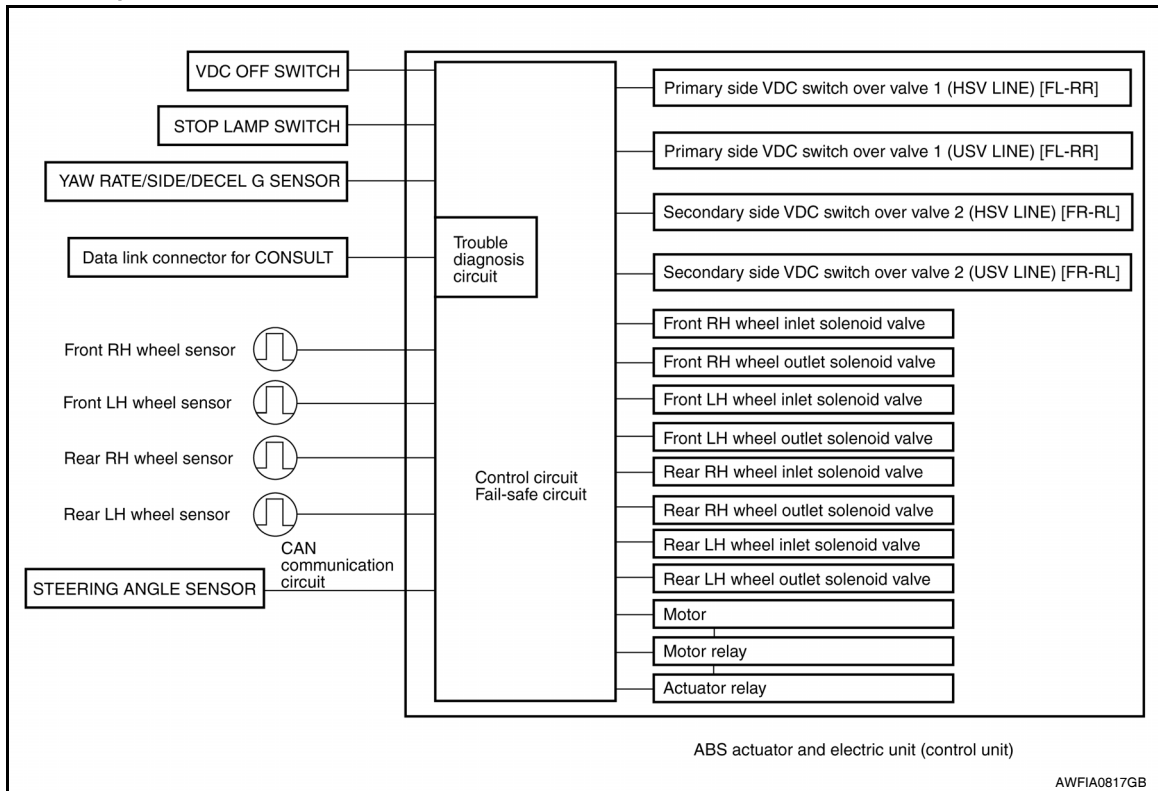 VDC OFF SWITCH
STOP LAMP SWITCH
YAW RATE/SIDE/DECEL G SENSOR
Data link connector for CONSULT
Front RH wheel sensor
Front LH wheel sensor
Rear RH wheel sensor
Rear LH wheel sensor
CAN
communication
circuit
STEERING ANGLE SENSOR
Trouble
diagnosis
circuit
Control circuit
Fail-safe circuit
Primary side VDC switch over valve 1 (HSV LINE) [FL-RR]
Primary side VDC switch over valve 1 (USV LINE) [FL-RR]
Secondary side VDC switch over valve 2 (HSV LINE) [FR-RL]
Secondary side VDC switch over valve 2 (USV LINE) [FR-RL]
Front RH wheel inlet solenoid valve
Front RH wheel outlet solenoid valve
Front LH wheel inlet solenoid valve
Front LH wheel outlet solenoid valve
Rear RH wheel inlet solenoid valve
Rear RH wheel outlet solenoid valve
Rear LH wheel inlet solenoid valve
Rear LH wheel outlet solenoid valve
Motor
Motor relay
Actuator relay
ABS actuator and electric unit (control unit)
AWFIA0817GB